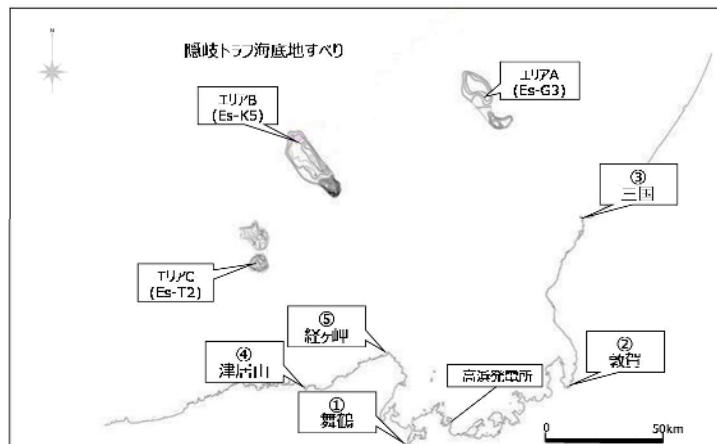 N
隠岐トラフ海底地すべり
エリアA
(Es-G3)
エリアB
(Es-K5)
③
三国
エリアC
(Es-T2)
⑤
経ヶ岬
④
津居山
②
敦賀
高浜発電所
①
舞鶴
0
50km